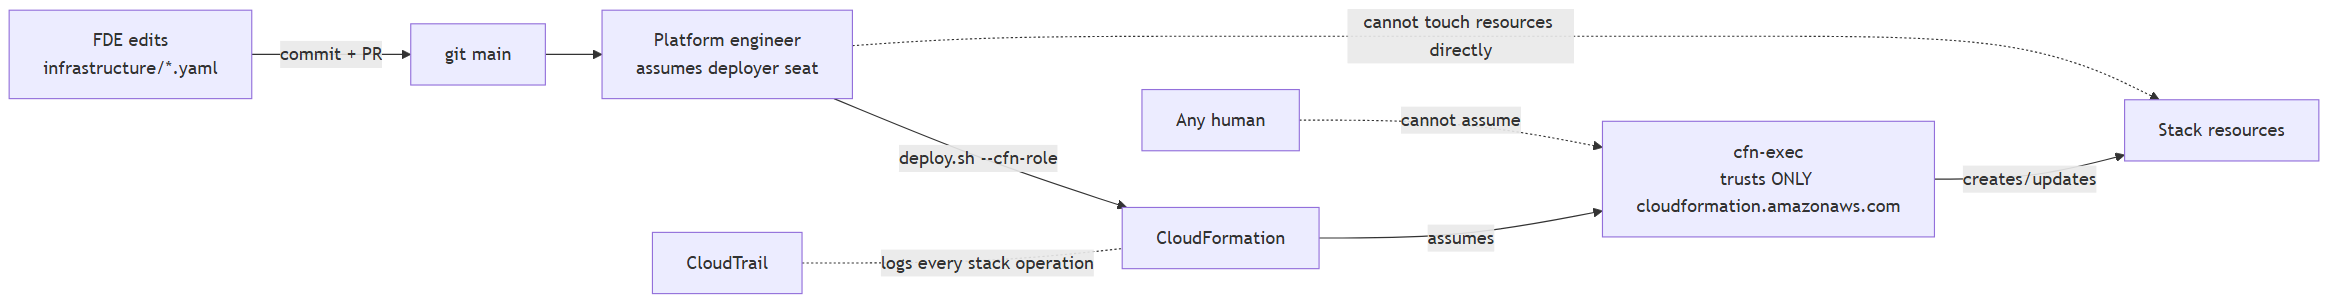 FDE edits
infrastructure/*.yaml
commit + PR
git main
Platform engineer
assumes deployer seat
cannot touch resources
directly
deploy.sh --cfn-role
Any human
cannot assume
cfn-exec
trusts ONLY
cloudformation.amazonaws.com
creates/updates
Stack resources
CloudTrail
logs every stack operation
CloudFormation
assumes